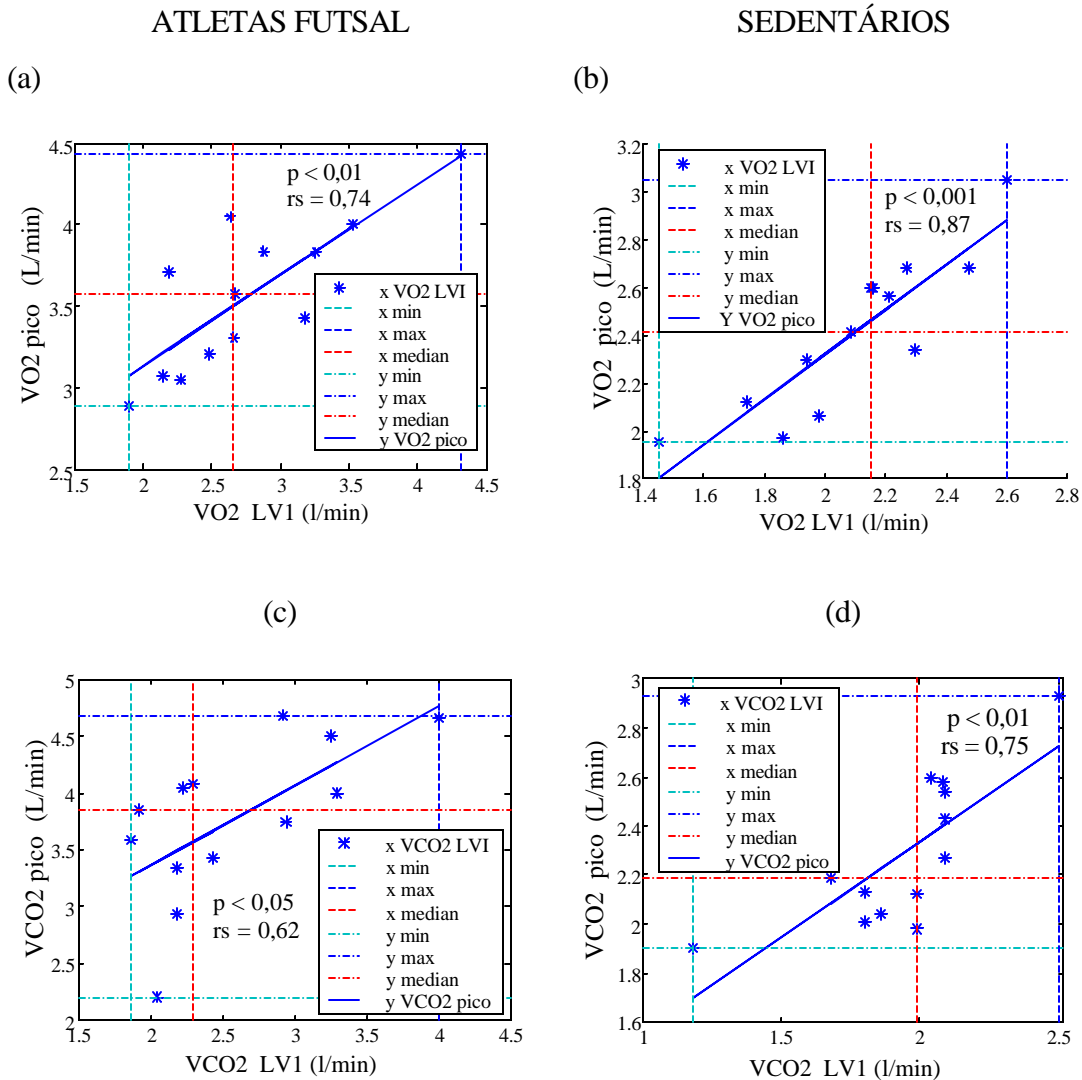 ATLETAS FUTSAL
SEDENTÁRIOS
(a)
4.5
4
3.5
3
2.5
VO2 pico (L/min)
p < 0,01
rs = 0,74
x VO2 LVI
x min
x max
x median
y min
y max
y median
y VO2 pico
1.5 2 2.5 3 3.5 4 4.5
VO2 LV1 (l/min)
(b)
3.2
3
2.8
2.6
2.4
2.2
2
1.8
VO2 pico (L/min)
x VO2 LVI
x min
x max
x median
y min
y max
y median
Y VO2 pico
p < 0,001
rs = 0,87
1.4 1.6 1.8 2 2.2 2.4 2.6 2.8
VO2 LV1 (l/min)
(c)
5
4.5
4
3.5
3
2.5
2
VCO2 pico (L/min)
p < 0,05
rs = 0,62
x VCO2 LVI
x min
x max
x median
y min
y max
y median
y VCO2 pico
1.5 2 2.5 3 3.5 4 4.5
VCO2 LV1 (l/min)
(d)
3
2.8
2.6
2.4
2.2
2
1.8
1.6
VCO2 pico (L/min)
x VCO2 LVI
x min
x max
x median
y min
y max
y median
y VCO2 pico
p < 0,01
rs = 0,75
1 1.5 2 2.5
VCO2 LV1 (l/min)